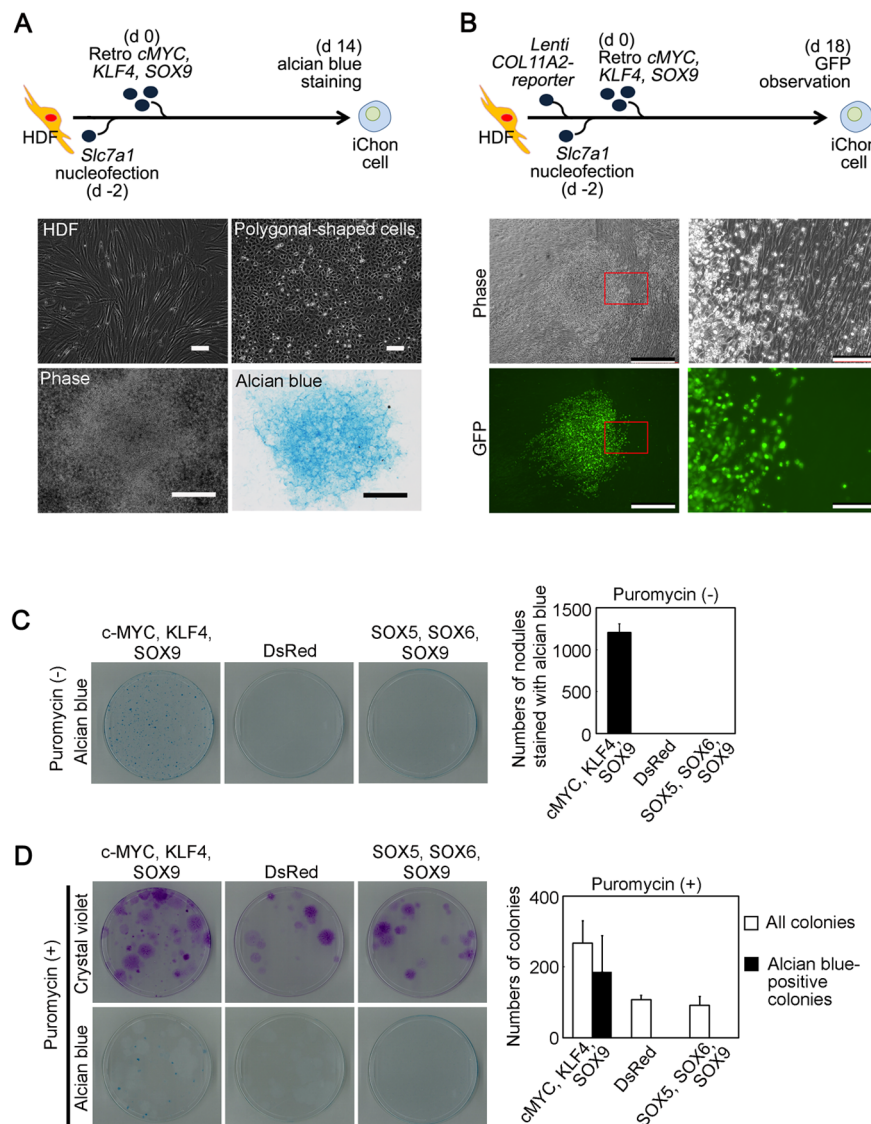 A
(d 0)
Retro cMYC,
KLF4, SOX9
(d 14)
alcian blue
staining
HDF
Slc7a1
nucleofection
(d -2)
iChon
cell
HDF
Polygonal-shaped cells
Phase
Alcian blue
B
Lenti
COL11A2-
reporter
(d 0)
Retro cMYC,
KLF4, SOX9
(d 18)
GFP
observation
HDF
Slc7a1
nucleofection
(d -2)
iChon
cell
Phase
GFP
C
c-MYC, KLF4,
SOX9
DsRed
SOX5, SOX6,
SOX9
Puromycin (-)
Alcian blue
Puromycin (-)
Numbers of nodules
stained with alcian blue
1500
1000
500
0
cMYC, KLF4,
SOX9
DsRed
SOX5, SOX6,
SOX9
D
c-MYC, KLF4,
SOX9
DsRed
SOX5, SOX6,
SOX9
Puromycin (+)
Crystal violet
Alcian blue
Puromycin (+)
Numbers of colonies
400
200
0
cMYC, KLF4,
SOX9
DsRed
SOX5, SOX6,
SOX9
All colonies
Alcian blue-
positive
colonies